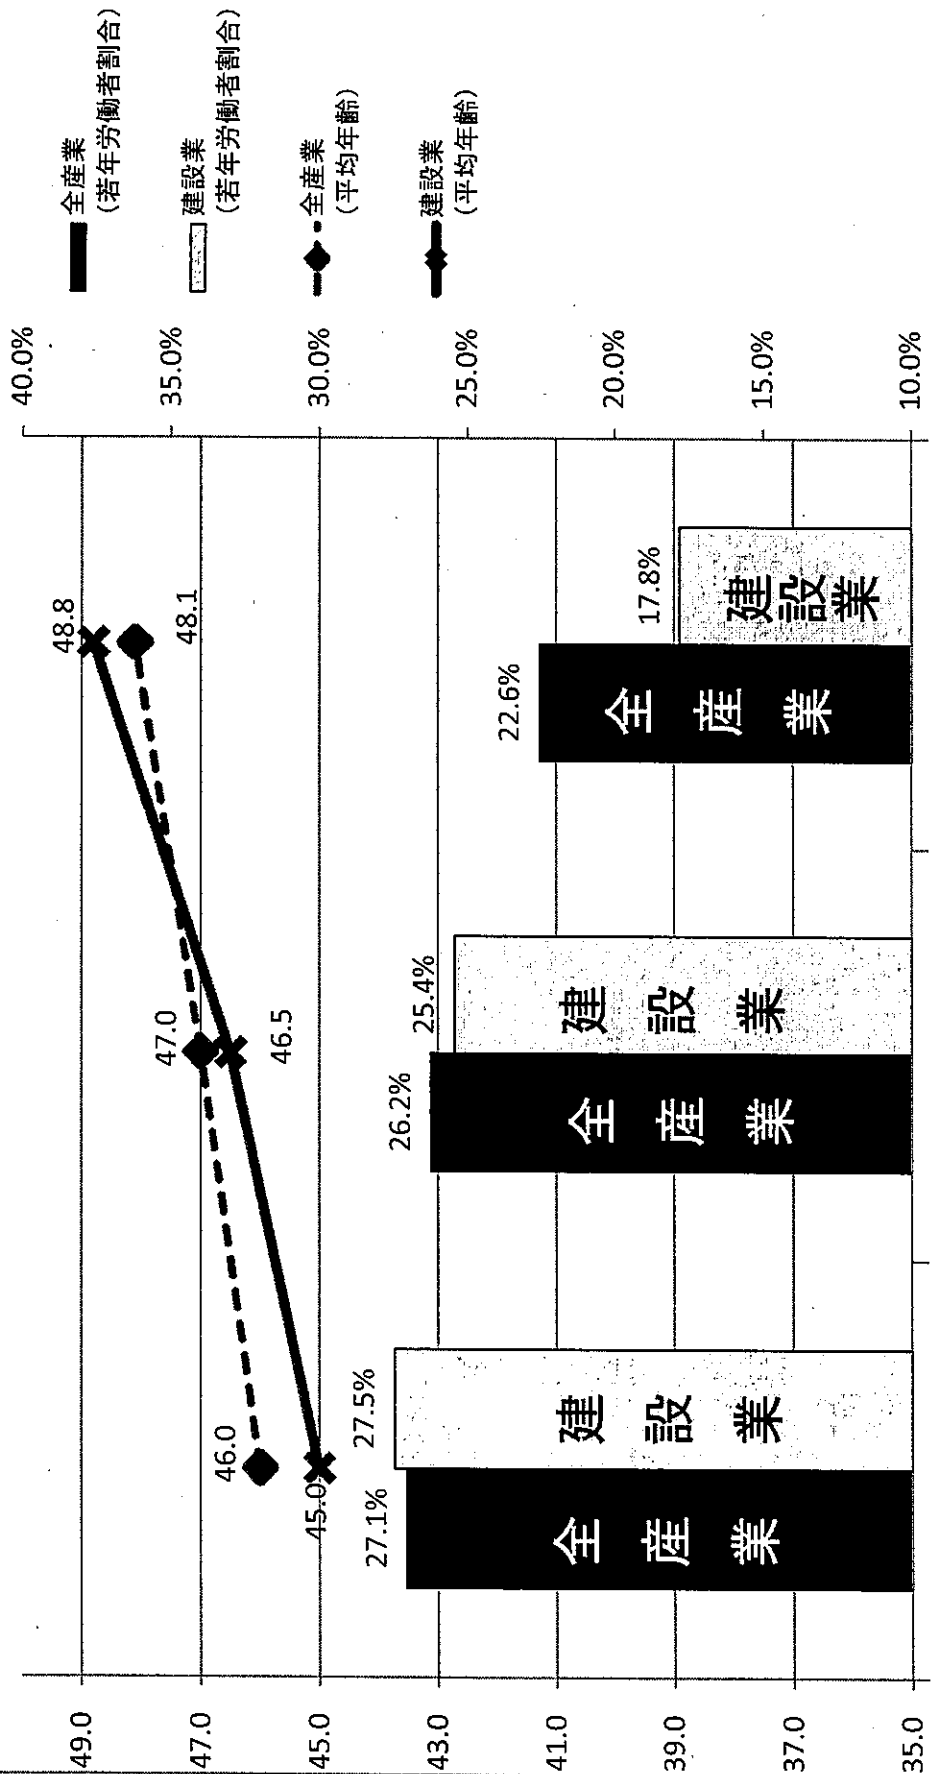 49.0
47.0
45.0
43.0
41.0
39.0
37.0
35.0
40.0%
35.0%
30.0%
25.0%
20.0%
15.0%
10.0%
46.0
45.0
47.0
46.5
48.8
48.1
27.1%
27.5%
26.2%
25.4%
22.6%
17.8%
全産業
建設業
全産業
建設業
全産業
建設業
全産業
(若年労働者割合)
建設業
(若年労働者割合)
全産業
(平均年齢)
建設業
(平均年齢)